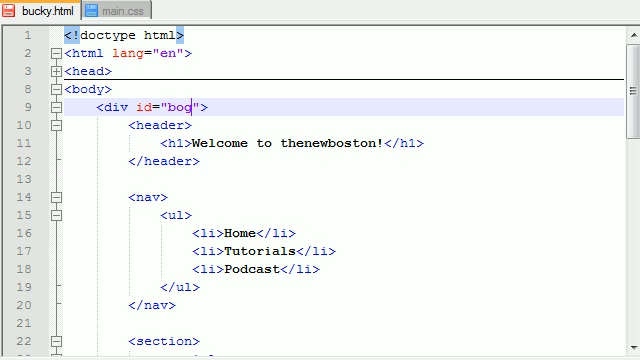 bucky.html main.css
1 <!doctype html>
2 <html lang="en">
3 <head>
8 <body>
9 <div id="bog">
10 <header>
11 <h1>Welcome to thenewboston!</h1>
12 </header>
13
14 <nav>
15 <ul>
16 <li>Home</li>
17 <li>Tutorials</li>
18 <li>Podcast</li>
19 </ul>
20 </nav>
21
22 <section>